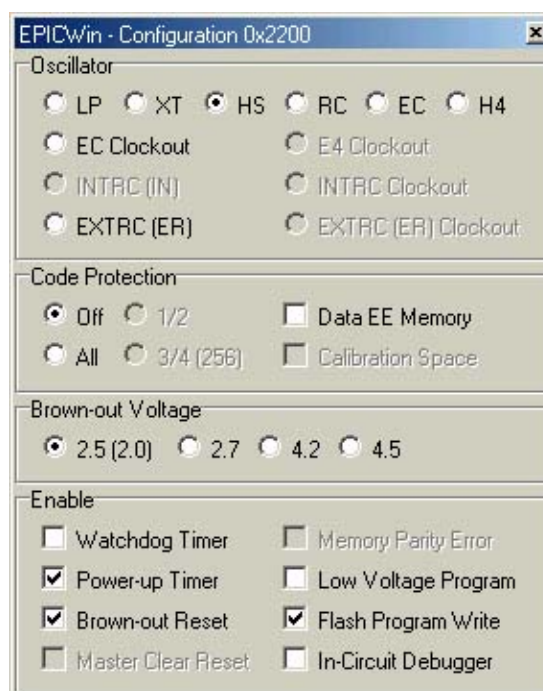 EPICWin - Configuration 0x2200
Oscillator
LP XT HS RC EC H4
EC Clockout E4 Clockout
INTRC (IN) INTRC Clockout
EXTRC (ER) EXTRC (ER) Clockout
Code Protection
Off 1/2 Data EE Memory
All 3/4 (256) Calibration Space
Brown-out Voltage
2.5 (2.0) 2.7 4.2 4.5
Enable
Watchdog Timer Memory Parity Error
Power-up Timer Low Voltage Program
Brown-out Reset Flash Program Write
Master Clear Reset In-Circuit Debugger